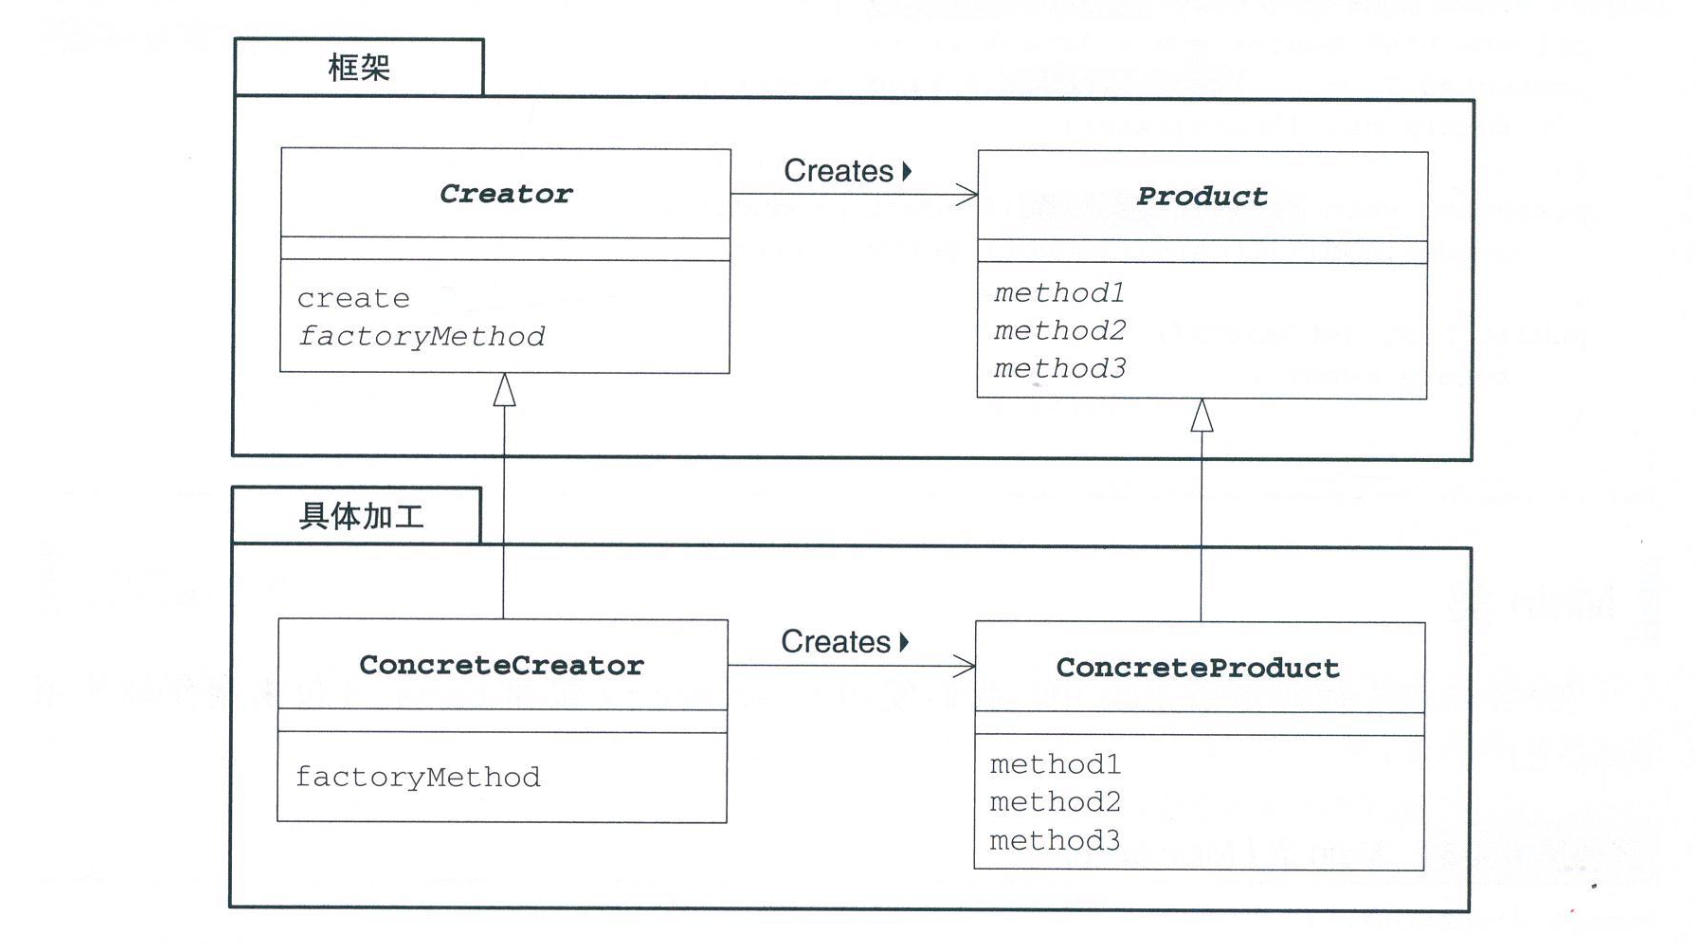 框架
Creator
Creates
Product
create
factoryMethod
method1
method2
method3
具体加工
ConcreteCreator
Creates
ConcreteProduct
factoryMethod
method1
method2
method3